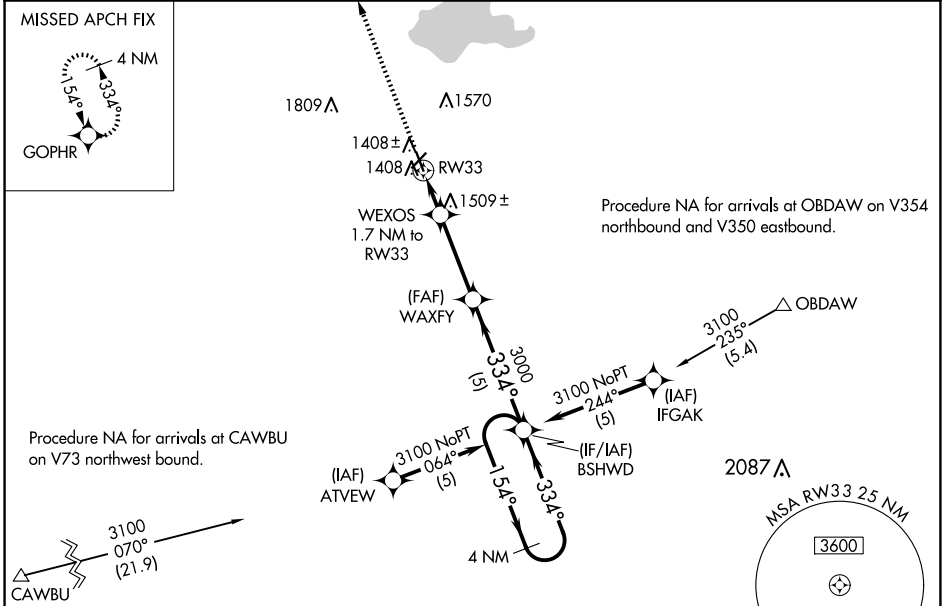 MISSED APCH FIX
4 NM
154°
334°
GOPHR
1809
1570
1408±
1408
RW33
1509±
WEXOS
1.7 NM to
RW33
Procedure NA for arrivals at OBDAW on V354
northbound and V350 eastbound.
(FAF)
WAXFY
OBDAW
3100
235°
(5.4)
3000
334°
(5)
3100 NoPT
244°
(5)
(IAF)
IFGAK
Procedure NA for arrivals at CAWBU
on V73 northwest bound.
3100 NoPT
064°
(5)
(IAF)
ATVEW
(IF/IAF)
BSHWD
154°
334°
4 NM
2087
MSA RW33 25 NM
3600
3100
070°
(21.9)
CAWBU